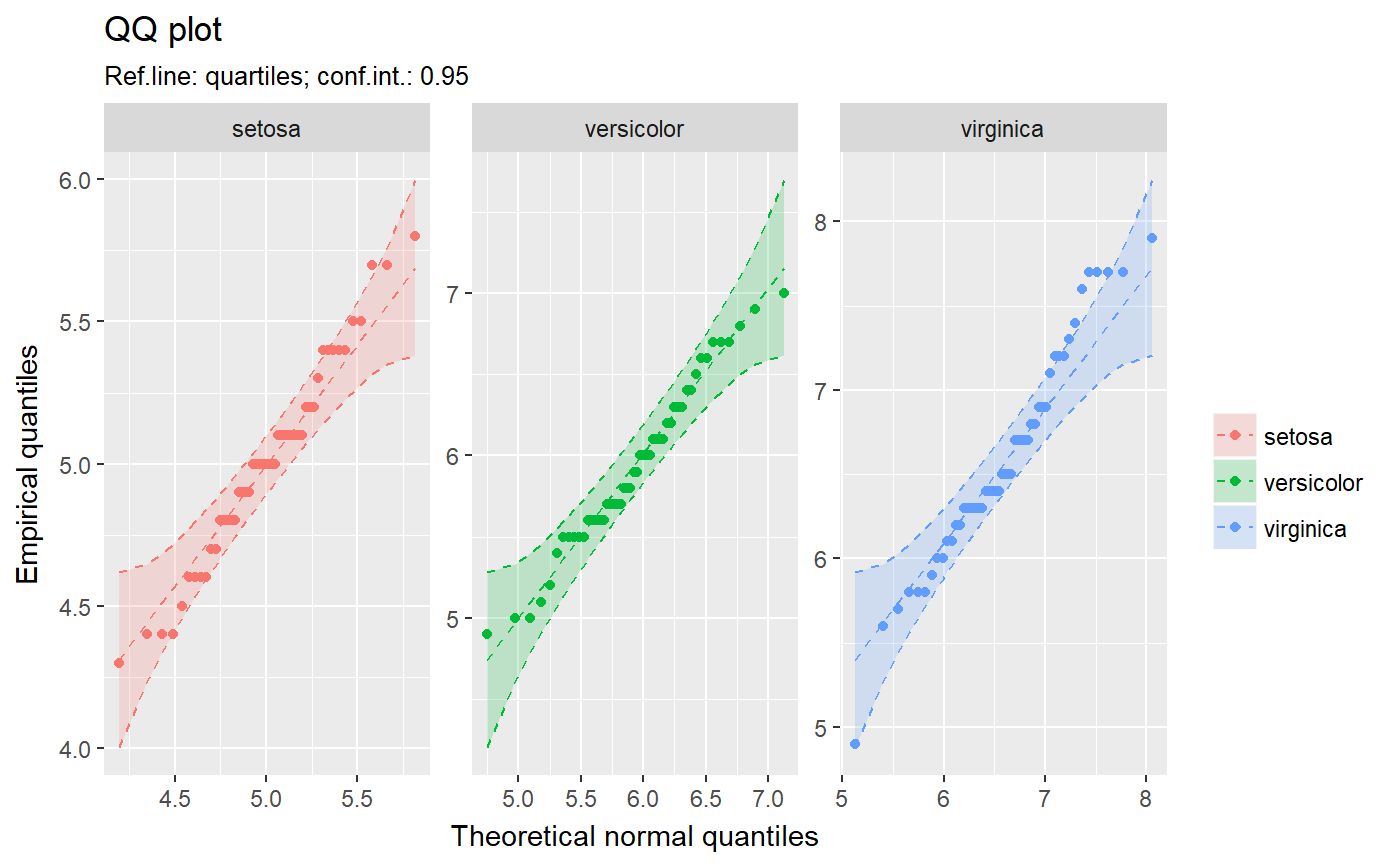 QQ plot
Ref.line: quartiles; conf.int.: 0.95
setosa
versicolor
virginica
Empirical quantiles
6.0
5.5
5.0
4.5
4.0
7
6
5
8
7
6
5
4.5 5.0 5.5
5.0 5.5 6.0 6.5 7.0
5 6 7 8
Theoretical normal quantiles
setosa
versicolor
virginica